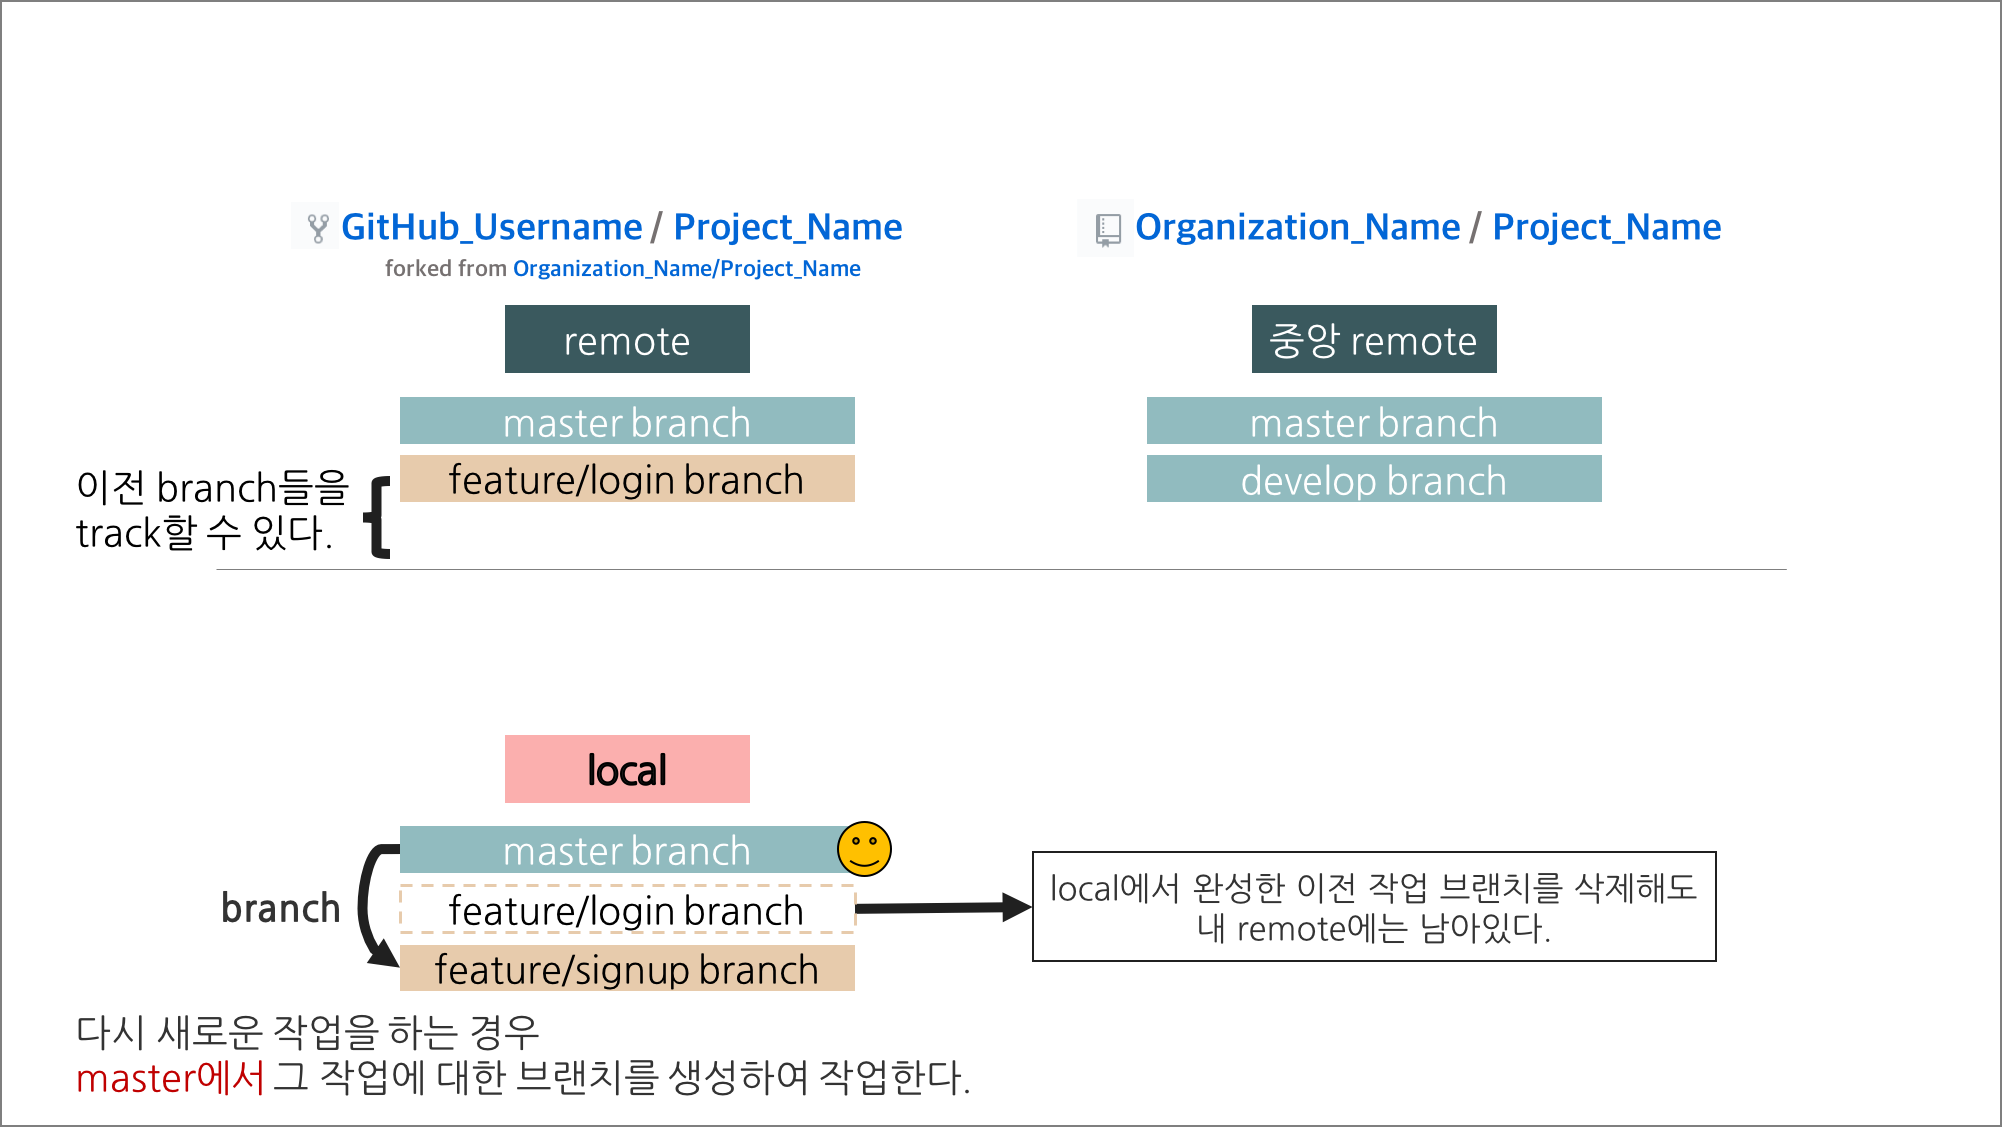 GitHub_Username / Project_Name
forked from Organization_Name/Project_Name
Organization_Name / Project_Name
remote
중앙 remote
master branch
feature/login branch
master branch
develop branch
이전 branch들을
track할 수 있다.
local
master branch
feature/login branch
feature/signup branch
branch
local에서 완성한 이전 작업 브랜치를 삭제해도
내 remote에는 남아있다.
다시 새로운 작업을 하는 경우
master에서 그 작업에 대한 브랜치를 생성하여 작업한다.